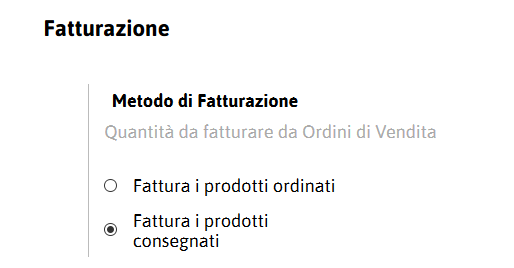 Fatturazione
Metodo di Fatturazione
Quantità da fatturare da Ordini di Vendita
Fattura i prodotti ordinati
Fattura i prodotti
consegnati